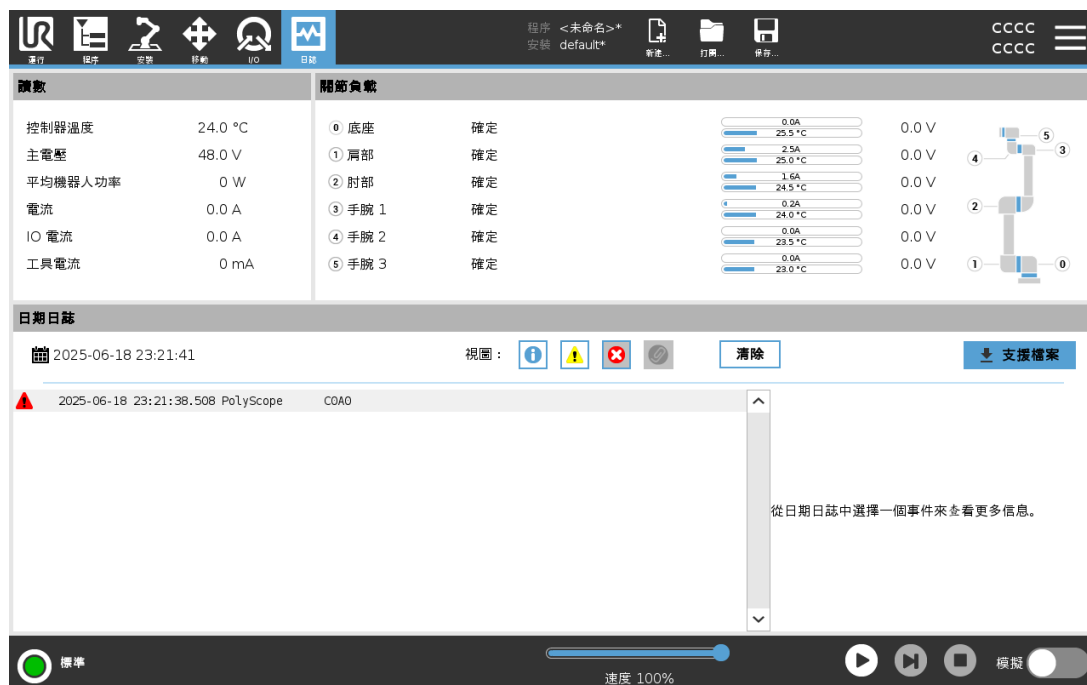 UR
運行
程序
安裝
移動
I/O
日誌
程序 <未命名>*
安裝 default*
新建...
打開...
保存...
CCCC
CCCC
讀數
控制器溫度 24.0 °C
主電壓 48.0 V
平均機器人功率 0 W
電流 0.0 A
IO 電流 0.0 A
工具電流 0 mA
關節負載
0 底座 確定 0.0A 25.5 °C 0.0 V
1 肩部 確定 2.5A 25.0 °C 0.0 V
2 肘部 確定 1.6A 24.5 °C 0.0 V
3 手腕 1 確定 0.2A 24.0 °C 0.0 V
4 手腕 2 確定 0.0A 23.5 °C 0.0 V
5 手腕 3 確定 0.0A 23.0 °C 0.0 V
5
3
4
2
1
0
日期日誌
2025-06-18 23:21:41
視圖：
清除
支援檔案
2025-06-18 23:21:38.508 PolyScope C0A0
從日期日誌中選擇一個事件來查看更多信息。
標準
速度 100%
模擬